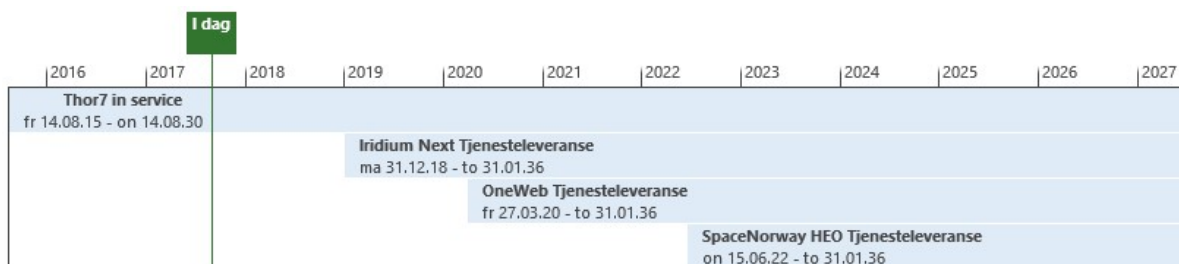 I dag
2016 2017 2018 2019 2020 2021 2022 2023 2024 2025 2026 2027
Thor7 in service
fr 14.08.15 - on 14.08.30
Iridium Next Tjenesteleveranse
ma 31.12.18 - to 31.01.36
OneWeb Tjenesteleveranse
fr 27.03.20 - to 31.01.36
SpaceNorway HEO Tjenesteleveranse
on 15.06.22 - to 31.01.36